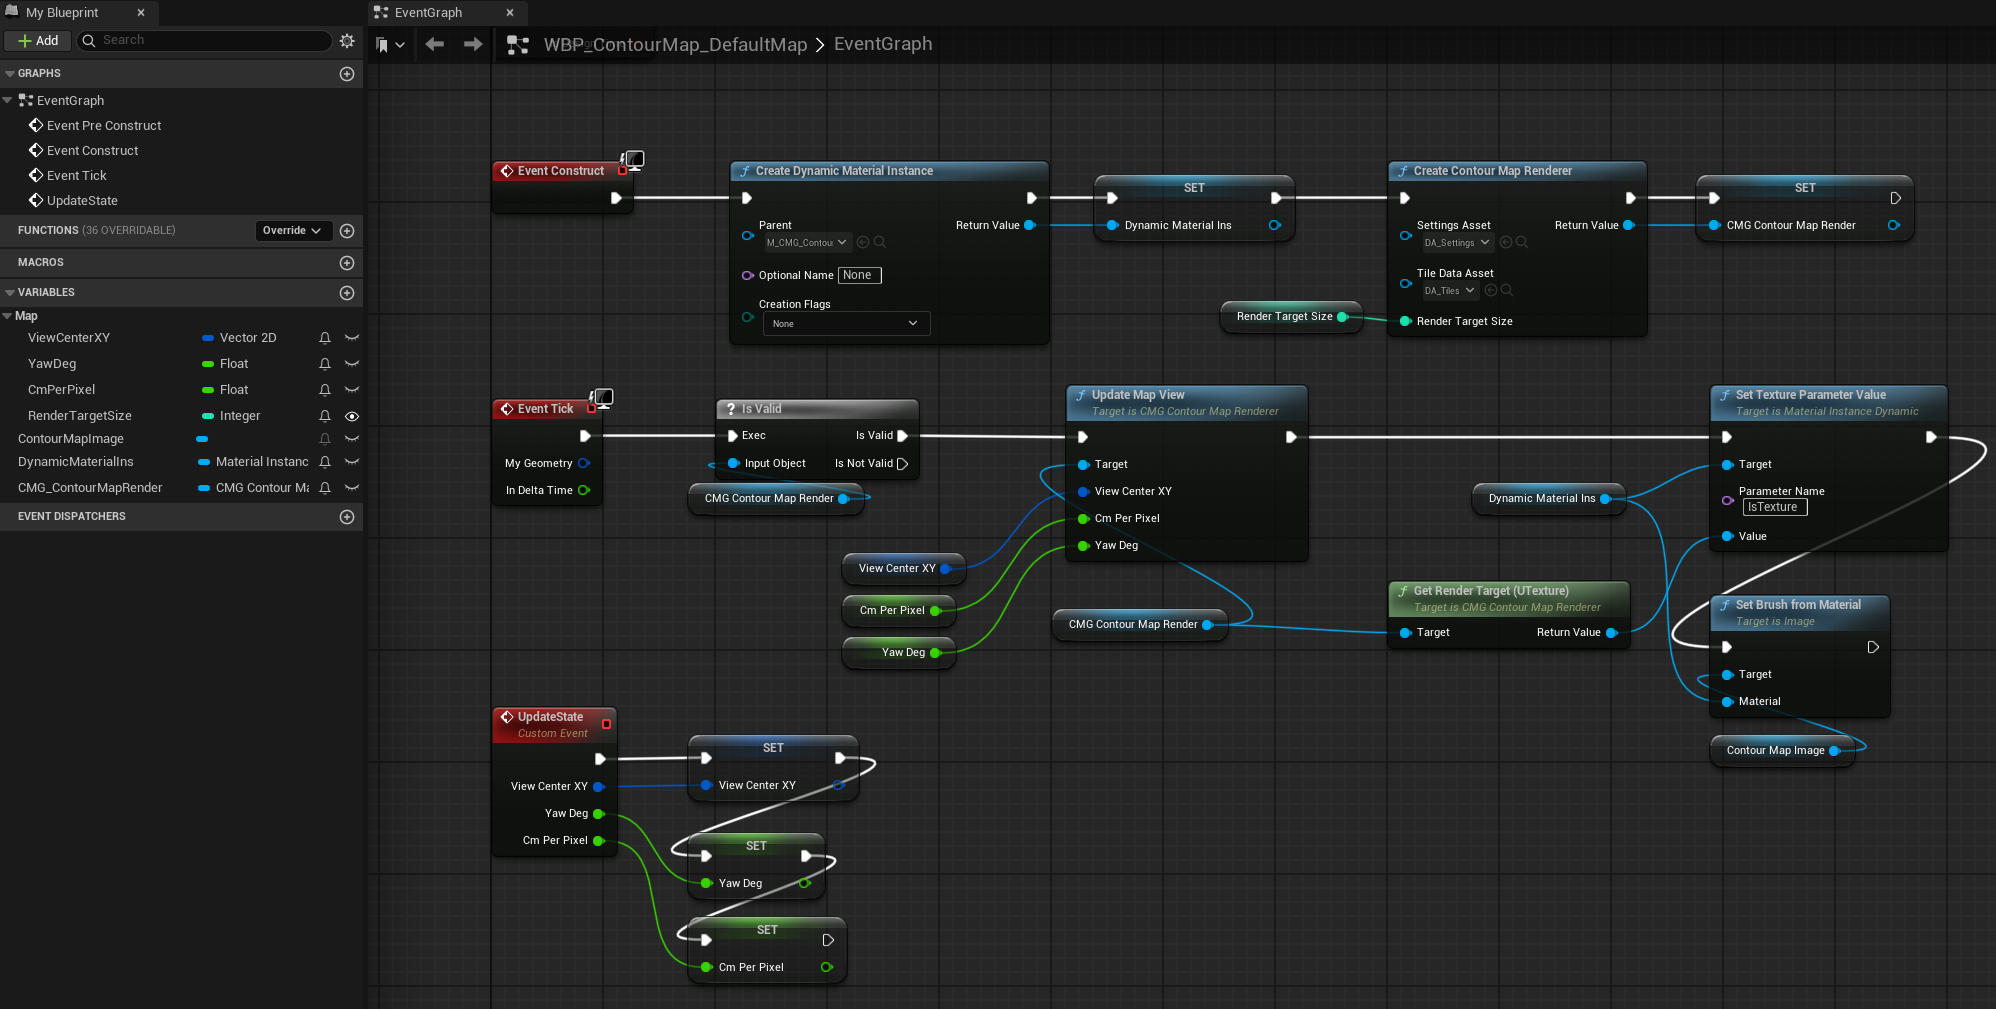 My Blueprint
EventGraph
Add
Search
WBP_ContourMap_DefaultMap
EventGraph
GRAPHS
EventGraph
Event Pre Construct
Event Construct
Event Tick
UpdateState
FUNCTIONS (36 OVERRIDABLE)
Override
MACROS
VARIABLES
Map
ViewCenterXY
Vector 2D
YawDeg
Float
CmPerPixel
Float
RenderTargetSize
Integer
ContourMapImage
DynamicMaterialIns
Material Instanc
CMG_ContourMapRender
CMG Contour Ma
EVENT DISPATCHERS
Event Construct
Create Dynamic Material Instance
Parent
M_CMG_Contou
Return Value
Optional Name
None
Creation Flags
None
SET
Dynamic Material Ins
Create Contour Map Renderer
Settings Asset
DA_Settings
Return Value
Tile Data Asset
DA_Tiles
Render Target Size
Render Target Size
SET
CMG Contour Map Render
Event Tick
My Geometry
In Delta Time
Is Valid
Exec
Is Valid
Input Object
Is Not Valid
CMG Contour Map Render
Update Map View
Target is CMG Contour Map Renderer
Target
View Center XY
Cm Per Pixel
Yaw Deg
View Center XY
Cm Per Pixel
Yaw Deg
CMG Contour Map Render
Dynamic Material Ins
Get Render Target (UTexture)
Target is CMG Contour Map Renderer
Target
Return Value
Set Texture Parameter Value
Target is Material Instance Dynamic
Target
Parameter Name
IsTexture
Value
Set Brush from Material
Target is Image
Target
Material
Contour Map Image
UpdateState
Custom Event
View Center XY
Yaw Deg
Cm Per Pixel
SET
View Center XY
SET
Yaw Deg
SET
Cm Per Pixel